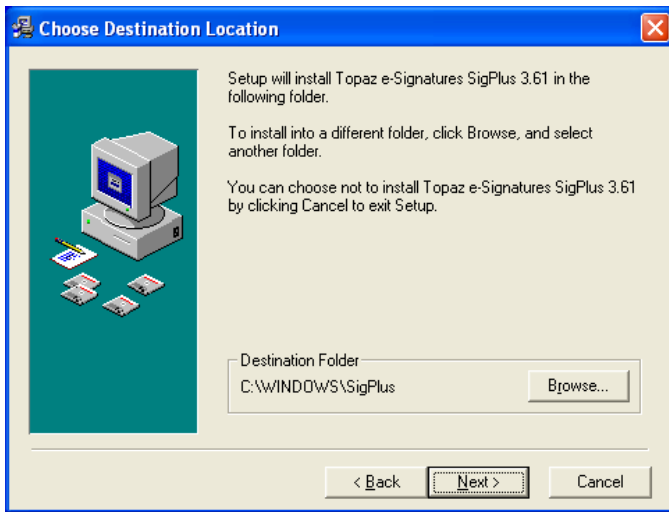 Choose Destination Location
Setup will install Topaz e-Signatures SigPlus 3.61 in the
following folder.
To install into a different folder, click Browse, and select
another folder.
You can choose not to install Topaz e-Signatures SigPlus 3.61
by clicking Cancel to exit Setup.
Destination Folder
C:\WINDOWS\SigPlus
Browse...
< Back
Next >
Cancel